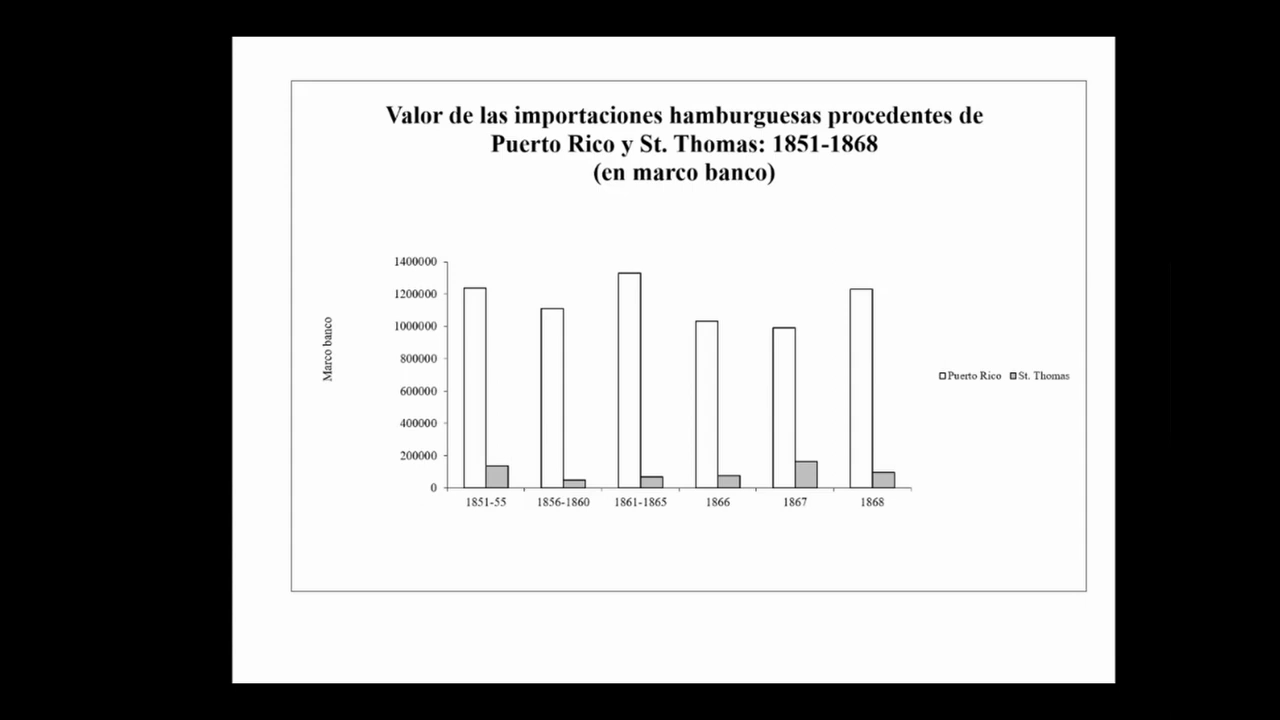 Valor de las importaciones hamburguesas procedentes de
Puerto Rico y St. Thomas: 1851-1868
(en marco banco)
1400000
1200000
1000000
800000
600000
400000
200000
0
Marco banco
1851-55
1856-1860
1861-1865
1866
1867
1868
Puerto Rico
St. Thomas